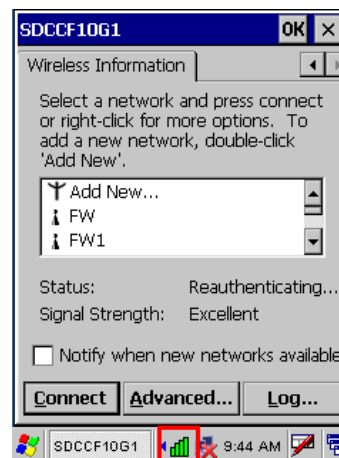 SDCCF10G1 OK ×
Wireless Information
Select a network and press connect
or right-click for more options. To
add a new network, double-click
'Add New'.
Add New...
FW
FW1
Status: Reauthenticating...
Signal Strength: Excellent
Notify when new networks available
Connect Advanced... Log...
SDCCF10G1 9:44 AM